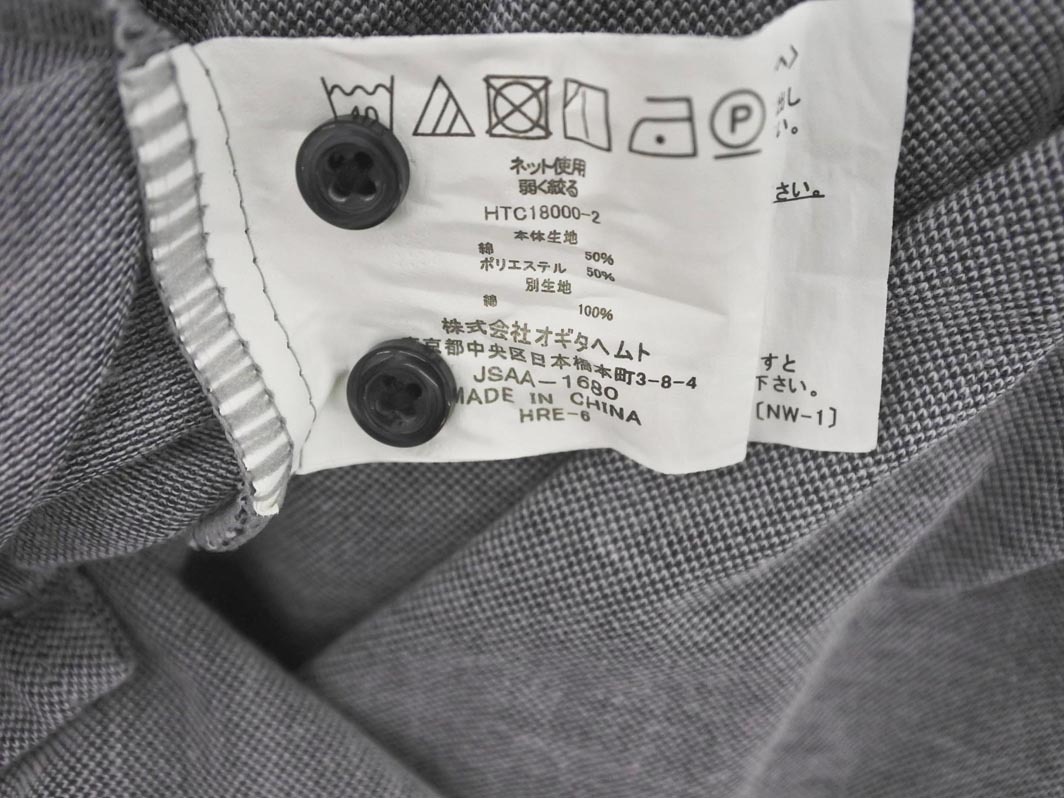 40
P
ネット使用
弱く絞る
HTC18000-2
本体生地
綿 50%
ポリエステル 50%
別生地
綿 100%
株式会社オギタヘムト
京都中央区日本橋本町3-8-4
JSAA-1680
MADE IN CHINA
HRE-6
い。
さい。
すと
下さい。
[NW-1]